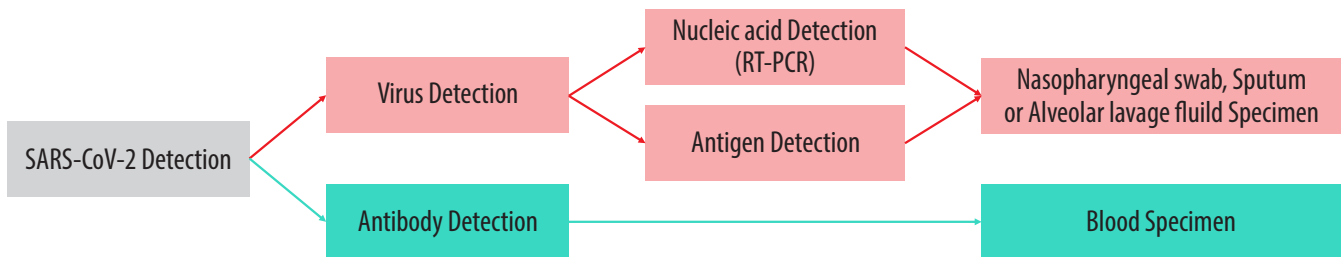 SARS-CoV-2 Detection
Virus Detection
Nucleic acid Detection
(RT-PCR)
Antigen Detection
Nasopharyngeal swab, Sputum
or Alveolar lavage fluild Specimen
Antibody Detection
Blood Specimen